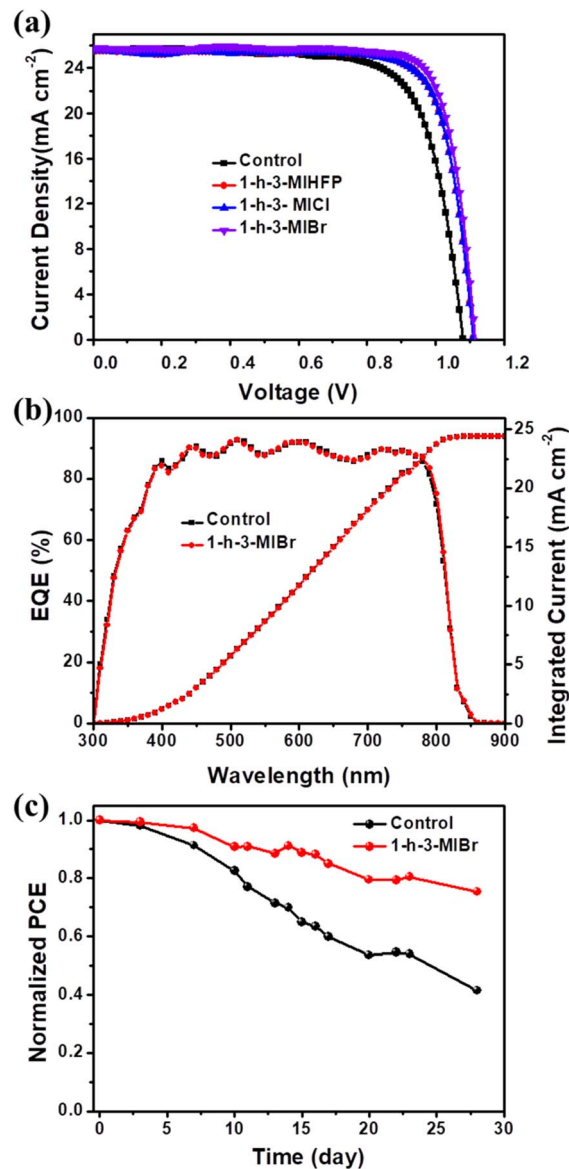 (a)
Current Density(mA cm⁻²)
24
20
16
12
8
4
0
Control
1-h-3-MIHFP
1-h-3- MICl
1-h-3-MIBr
0.0 0.2 0.4 0.6 0.8 1.0 1.2
Voltage (V)
(b)
EQE (%)
100
80
60
40
20
0
Control
1-h-3-MIBr
25
20
15
10
5
0
Integrated Current (mA cm⁻²)
300 400 500 600 700 800 900
Wavelength (nm)
(c)
Normalized PCE
1.0
0.8
0.6
0.4
0.2
0.0
Control
1-h-3-MIBr
0 5 10 15 20 25 30
Time (day)